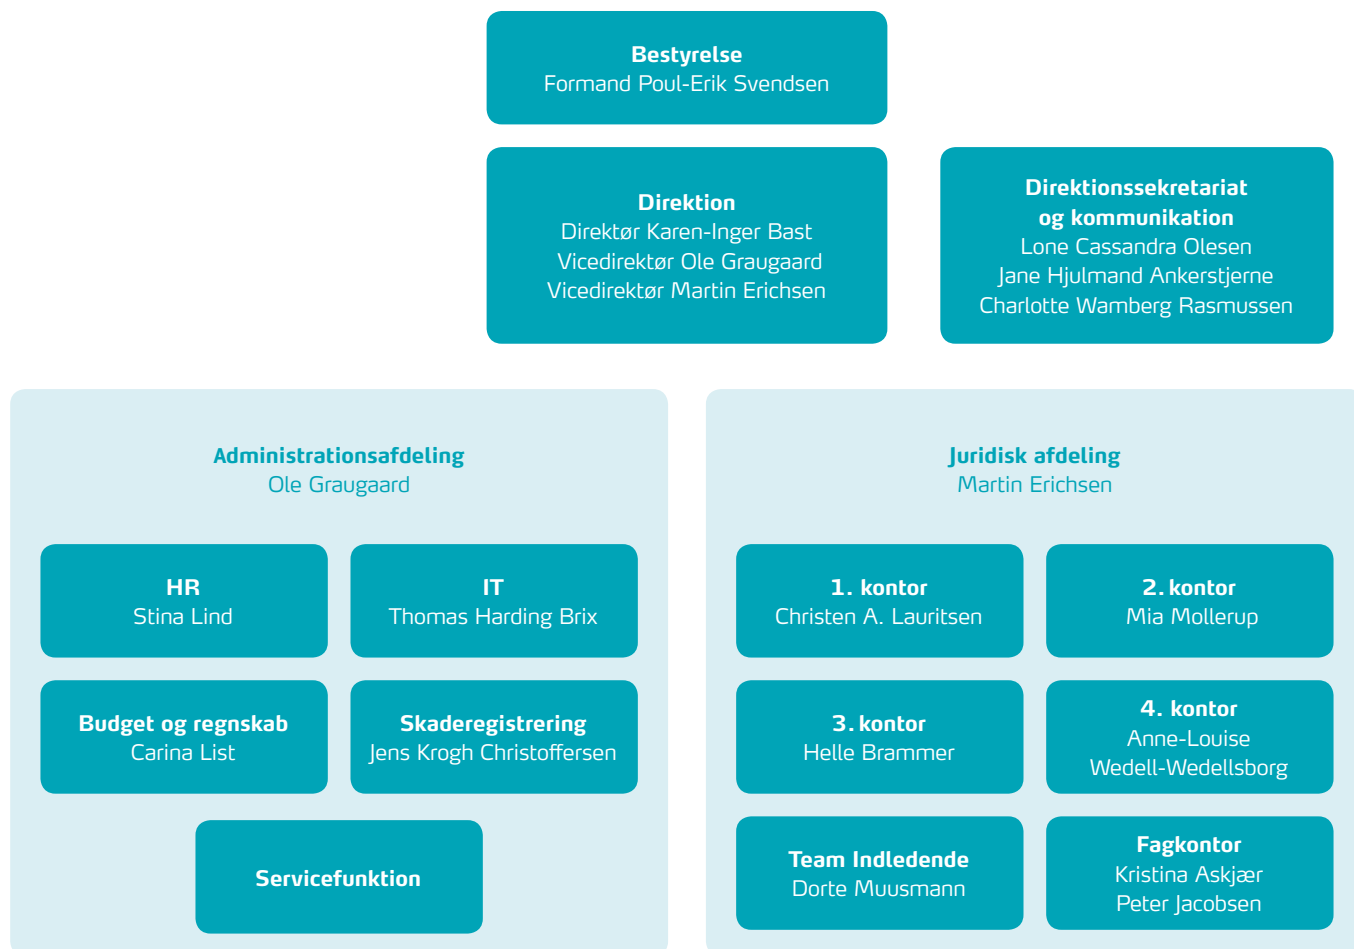 Bestyrelse
Formand Poul-Erik Svendsen
Direktion
Direktør Karen-Inger Bast
Vicedirektør Ole Graugaard
Vicedirektør Martin Erichsen
Direktionssekretariat
og kommunikation
Lone Cassandra Olesen
Jane Hjulmand Ankerstjerne
Charlotte Wamberg Rasmussen
Administrationsafdeling
Ole Graugaard
HR
Stina Lind
IT
Thomas Harding Brix
Budget og regnskab
Carina List
Skaderegistrering
Jens Krogh Christoffersen
Servicefunktion
Juridisk afdeling
Martin Erichsen
1. kontor
Christen A. Lauritsen
2. kontor
Mia Mollerup
3. kontor
Helle Brammer
4. kontor
Anne-Louise
Wedell-Wedellsborg
Team Indledende
Dorte Muusmann
Fagkontor
Kristina Askjær
Peter Jacobsen